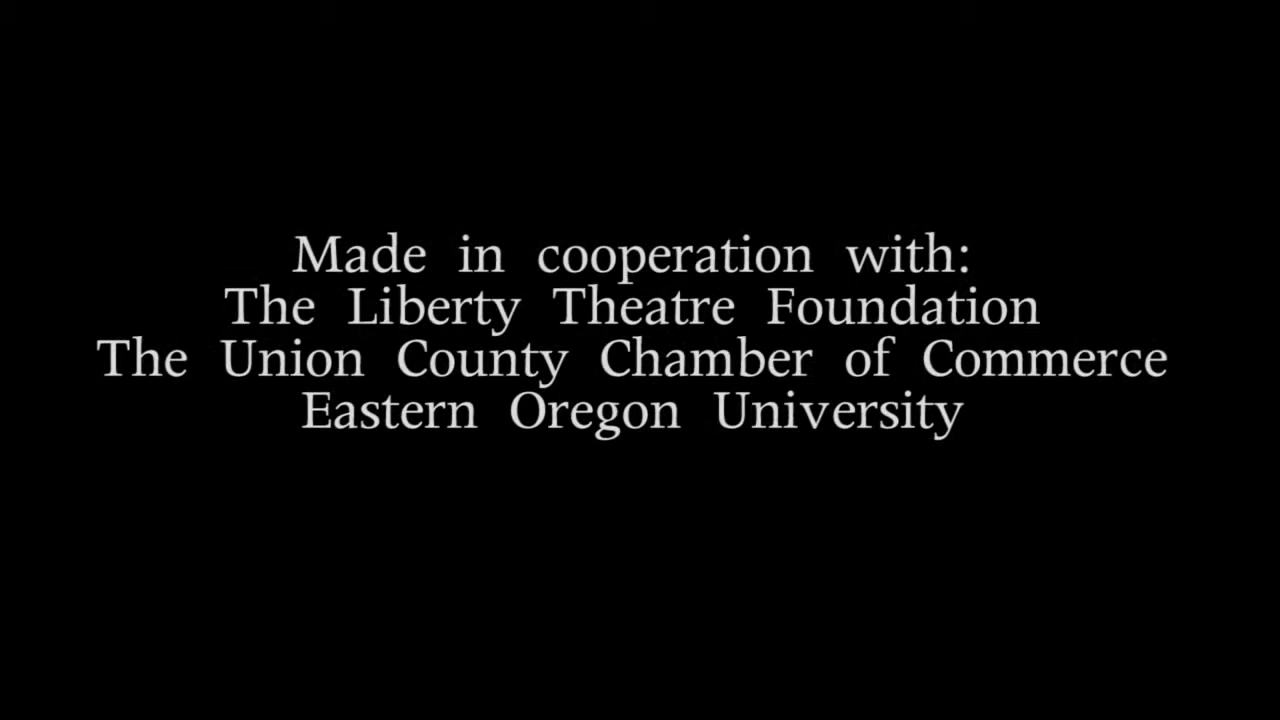 Made in cooperation with:
The Liberty Theatre Foundation
The Union County Chamber of Commerce
Eastern Oregon University